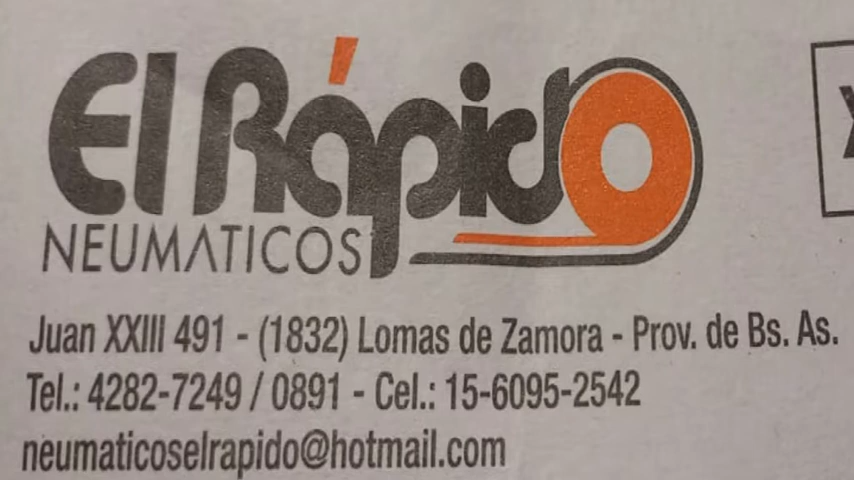 El Rápido
NEUMATICOS
Juan XXIII 491 - (1832) Lomas de Zamora - Prov. de Bs. As.
Tel.: 4282-7249 / 0891 - Cel.: 15-6095-2542
neumaticoselrapido@hotmail.com